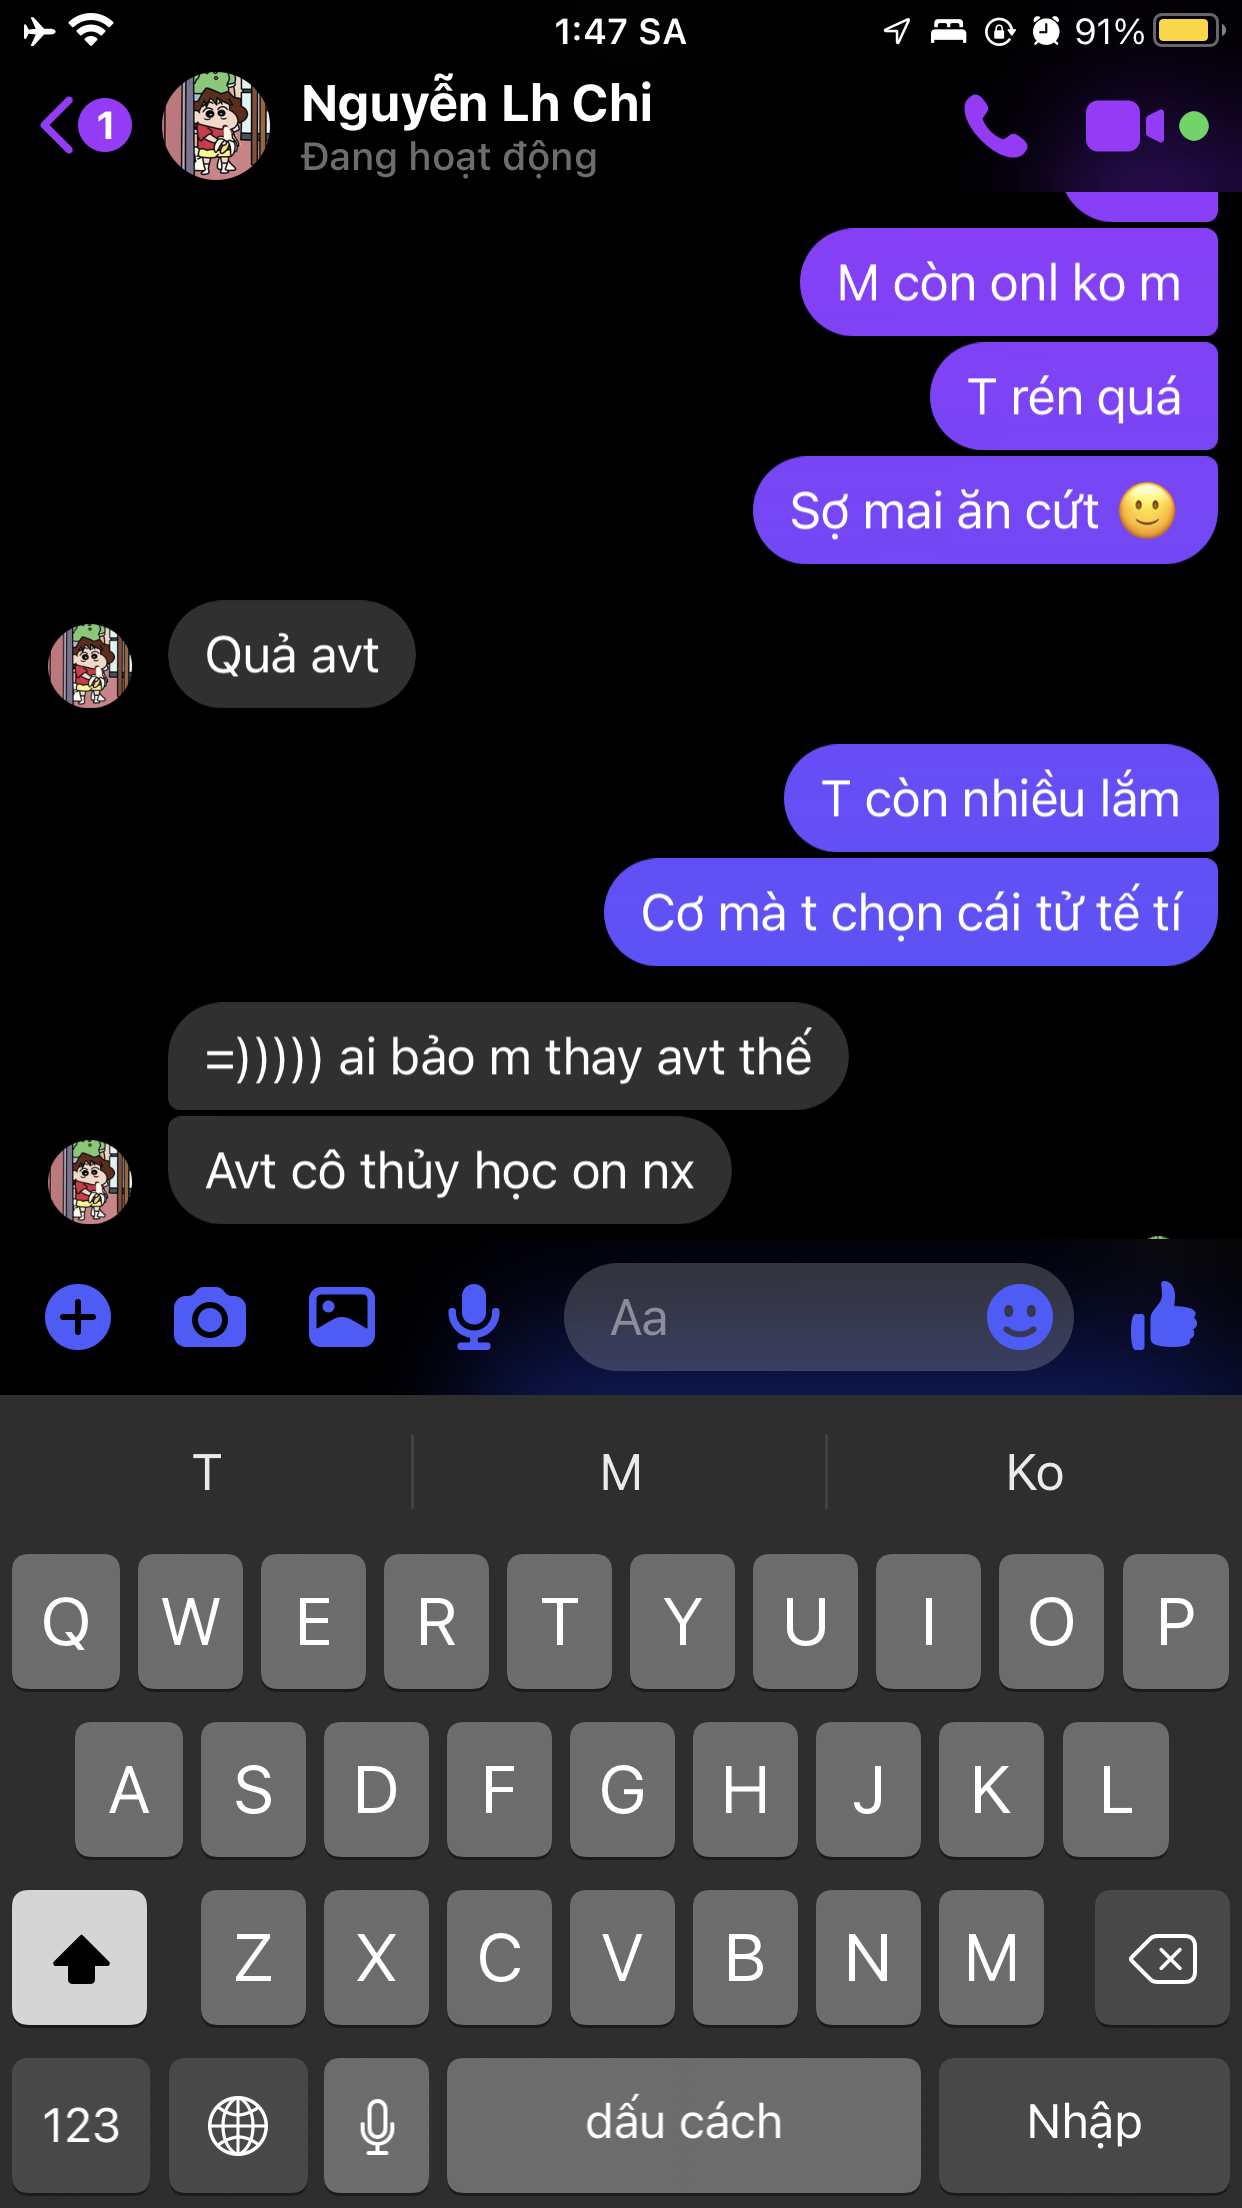 1:47 SA
91%
1
Nguyễn Lh Chi
Đang hoạt động
M còn onl ko m
T rén quá
Sợ mai ăn cứt 🙂
Quả avt
T còn nhiều lắm
Cơ mà t chọn cái tử tế tí
=))))) ai bảo m thay avt thế
Avt cô thủy học on nx
Aa
T M Ko
Q W E R T Y U I O P
A S D F G H J K L
Z X C V B N M
123 dấu cách Nhập